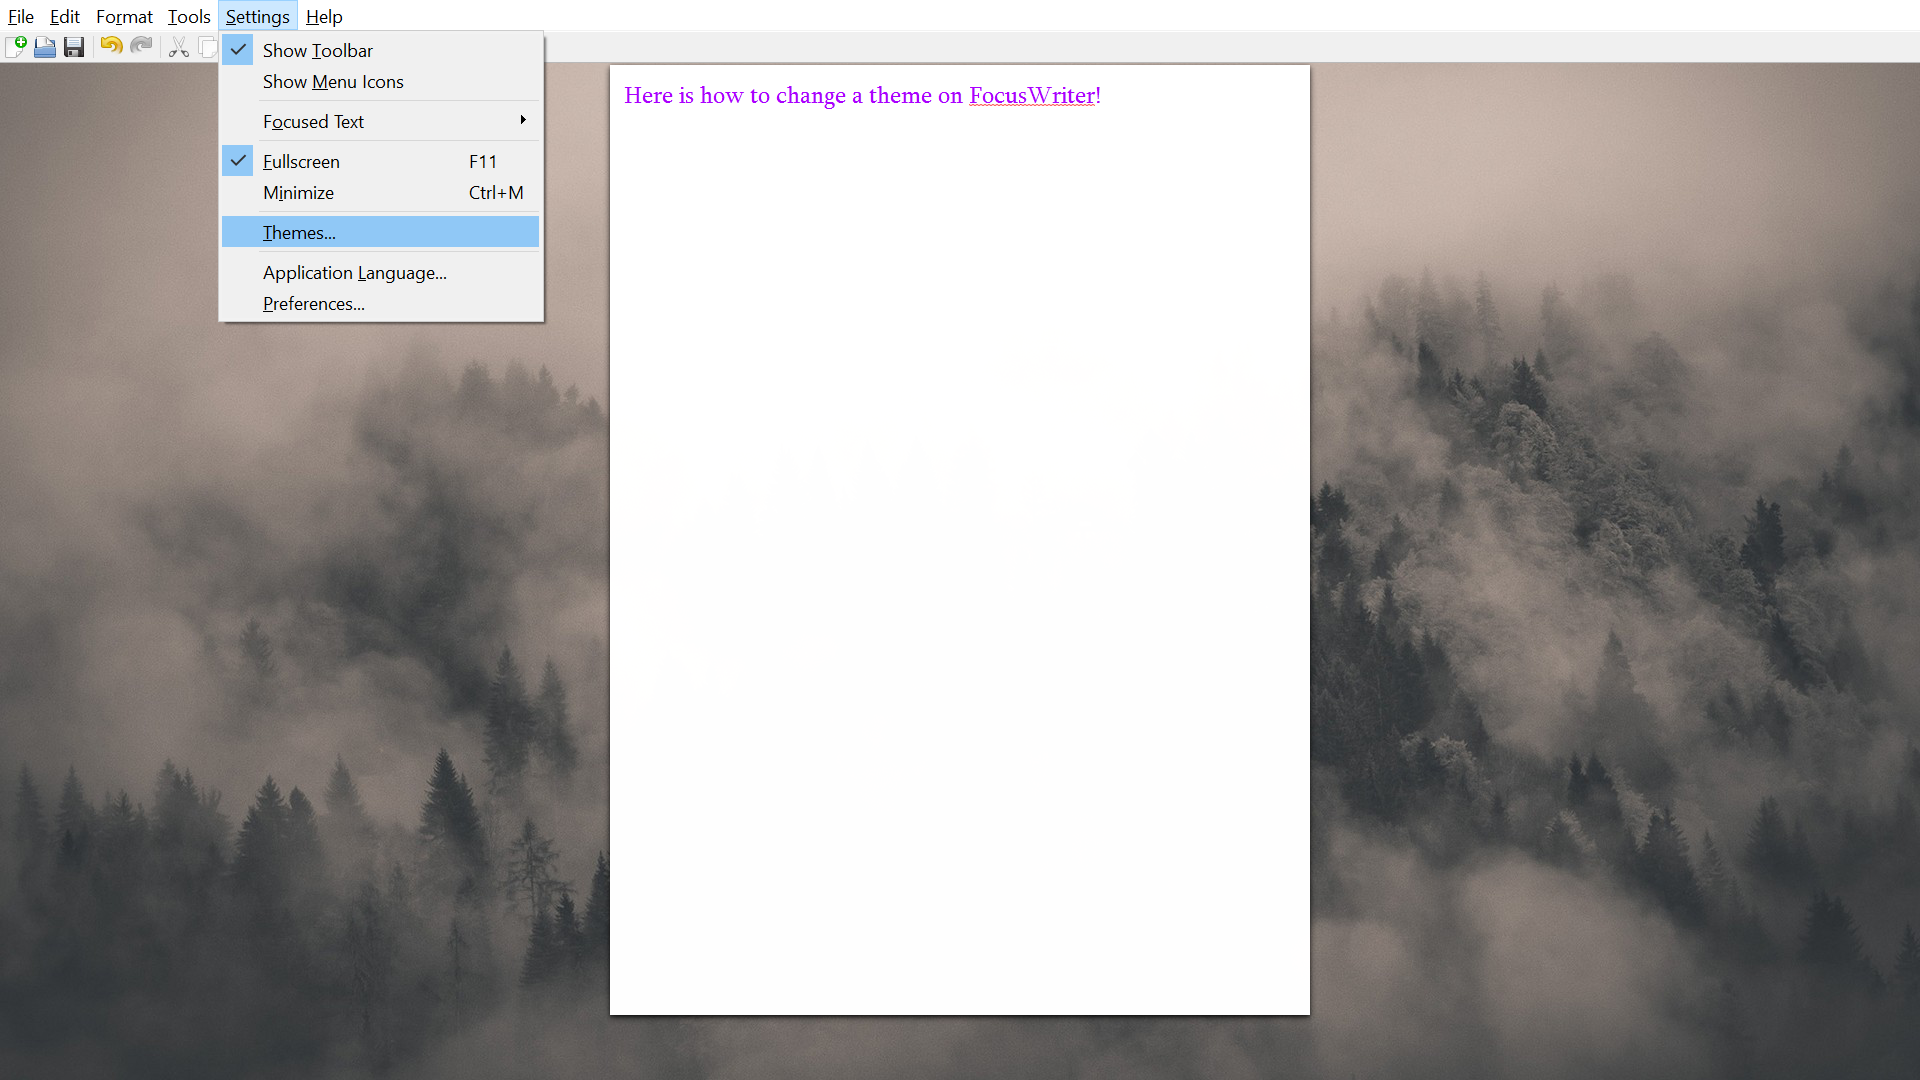 File Edit Format Tools Settings Help
Show Toolbar
Show Menu Icons
Focused Text
Fullscreen F11
Minimize Ctrl+M
Themes...
Application Language...
Preferences...
Here is how to change a theme on FocusWriter!